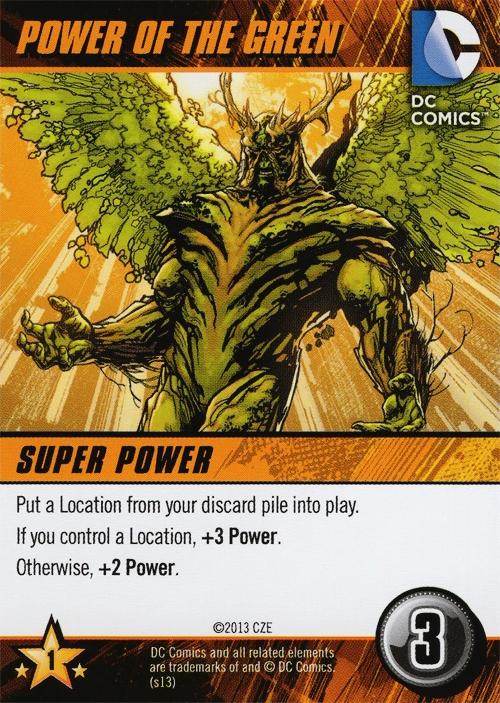 POWER OF THE GREEN
DC COMICS™
SUPER POWER
Put a Location from your discard pile into play.
If you control a Location, +3 Power.
Otherwise, +2 Power.
©2013 CZE
1
DC Comics and all related elements
are trademarks of and © DC Comics.
(s13)
3